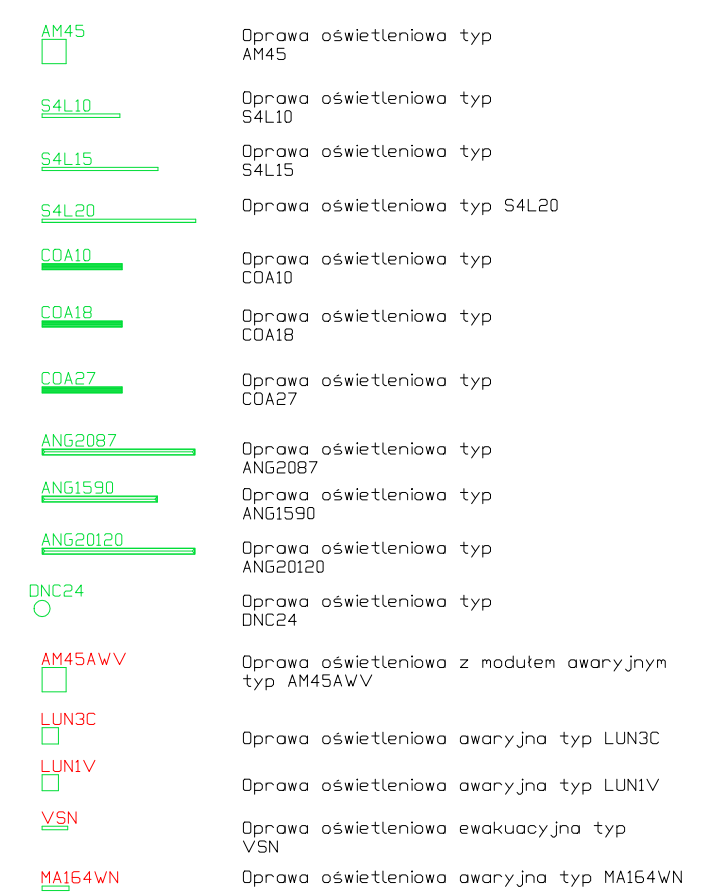 AM45
Oprawa oświetleniowa typ
AM45
S4L10
Oprawa oświetleniowa typ
S4L10
S4L15
Oprawa oświetleniowa typ
S4L15
S4L20
Oprawa oświetleniowa typ S4L20
COA10
Oprawa oświetleniowa typ
COA10
COA18
Oprawa oświetleniowa typ
COA18
COA27
Oprawa oświetleniowa typ
COA27
ANG2087
Oprawa oświetleniowa typ
ANG2087
ANG1590
Oprawa oświetleniowa typ
ANG1590
ANG20120
Oprawa oświetleniowa typ
ANG20120
DNC24
Oprawa oświetleniowa typ
DNC24
AM45AWV
Oprawa oświetleniowa z modułem awaryjnym
typ AM45AWV
LUN3C
Oprawa oświetleniowa awaryjna typ LUN3C
LUN1V
Oprawa oświetleniowa awaryjna typ LUN1V
VSN
Oprawa oświetleniowa ewakuacyjna typ
VSN
MA164WN
Oprawa oświetleniowa awaryjna typ MA164WN